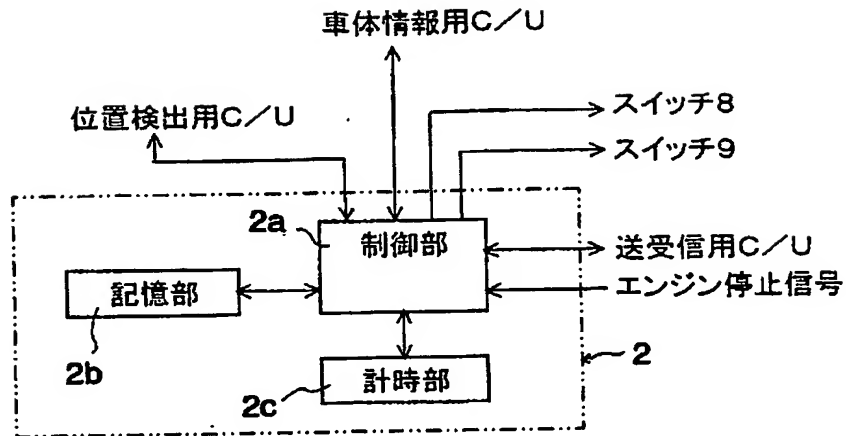 車体情報用C／U
位置検出用C／U
スイッチ8
スイッチ9
2a
制御部
送受信用C／U
エンジン停止信号
記憶部
2b
2
計時部
2c